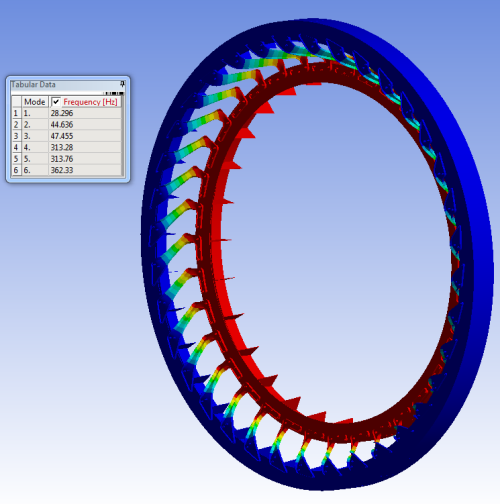 Tabular Data
Mode Frequency [Hz]
1 1. 28.296
2 2. 44.636
3 3. 47.455
4 4. 313.28
5 5. 313.76
6 6. 362.33